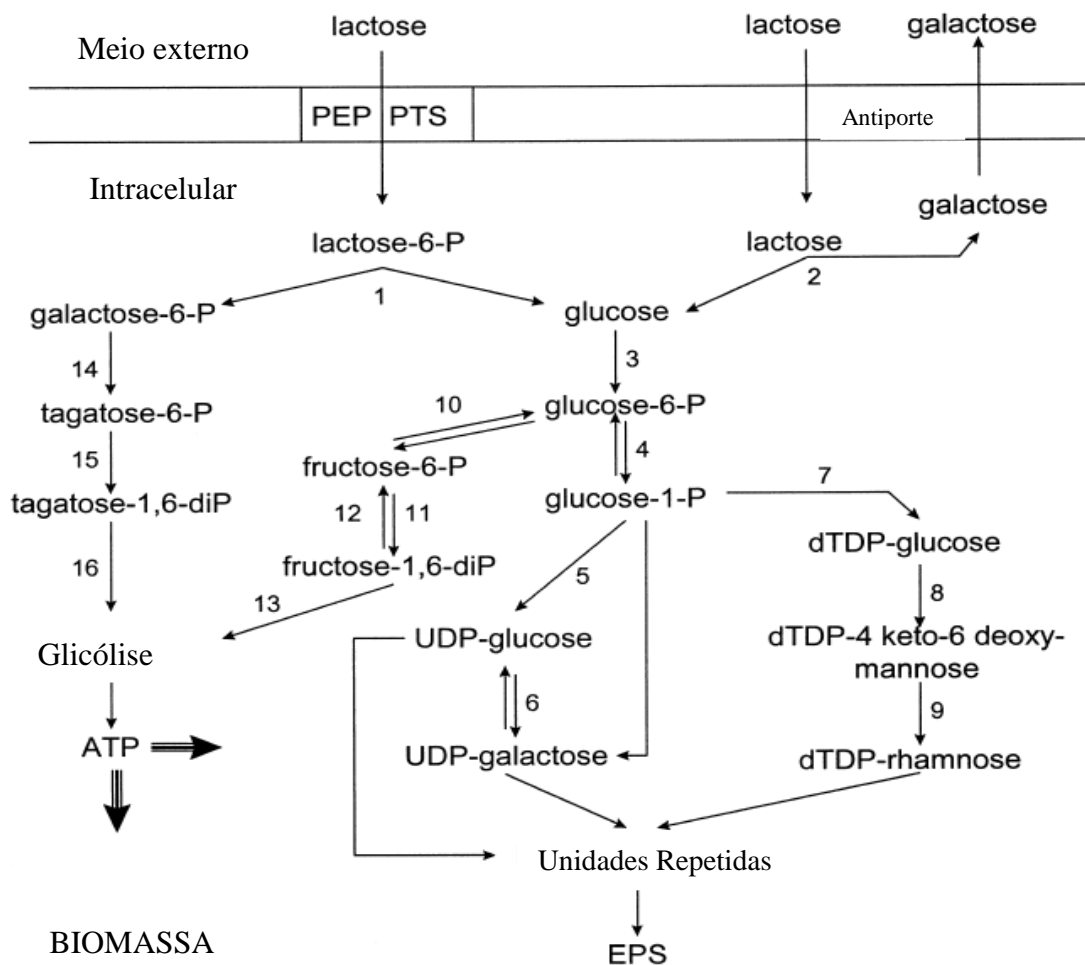 lactose
lactose
galactose
Meio externo
PEP PTS
Antiporte
Intracelular
galactose
lactose-6-P
lactose
1
2
galactose-6-P
glucose
14
3
tagatose-6-P
10
glucose-6-P
15
fructose-6-P
4
tagatose-1,6-diP
12
11
glucose-1-P
7
16
fructose-1,6-diP
5
dTDP-glucose
13
8
Glicólise
UDP-glucose
dTDP-4 keto-6 deoxy-
mannose
6
9
ATP
UDP-galactose
dTDP-rhamnose
Unidades Repetidas
BIOMASSA
EPS